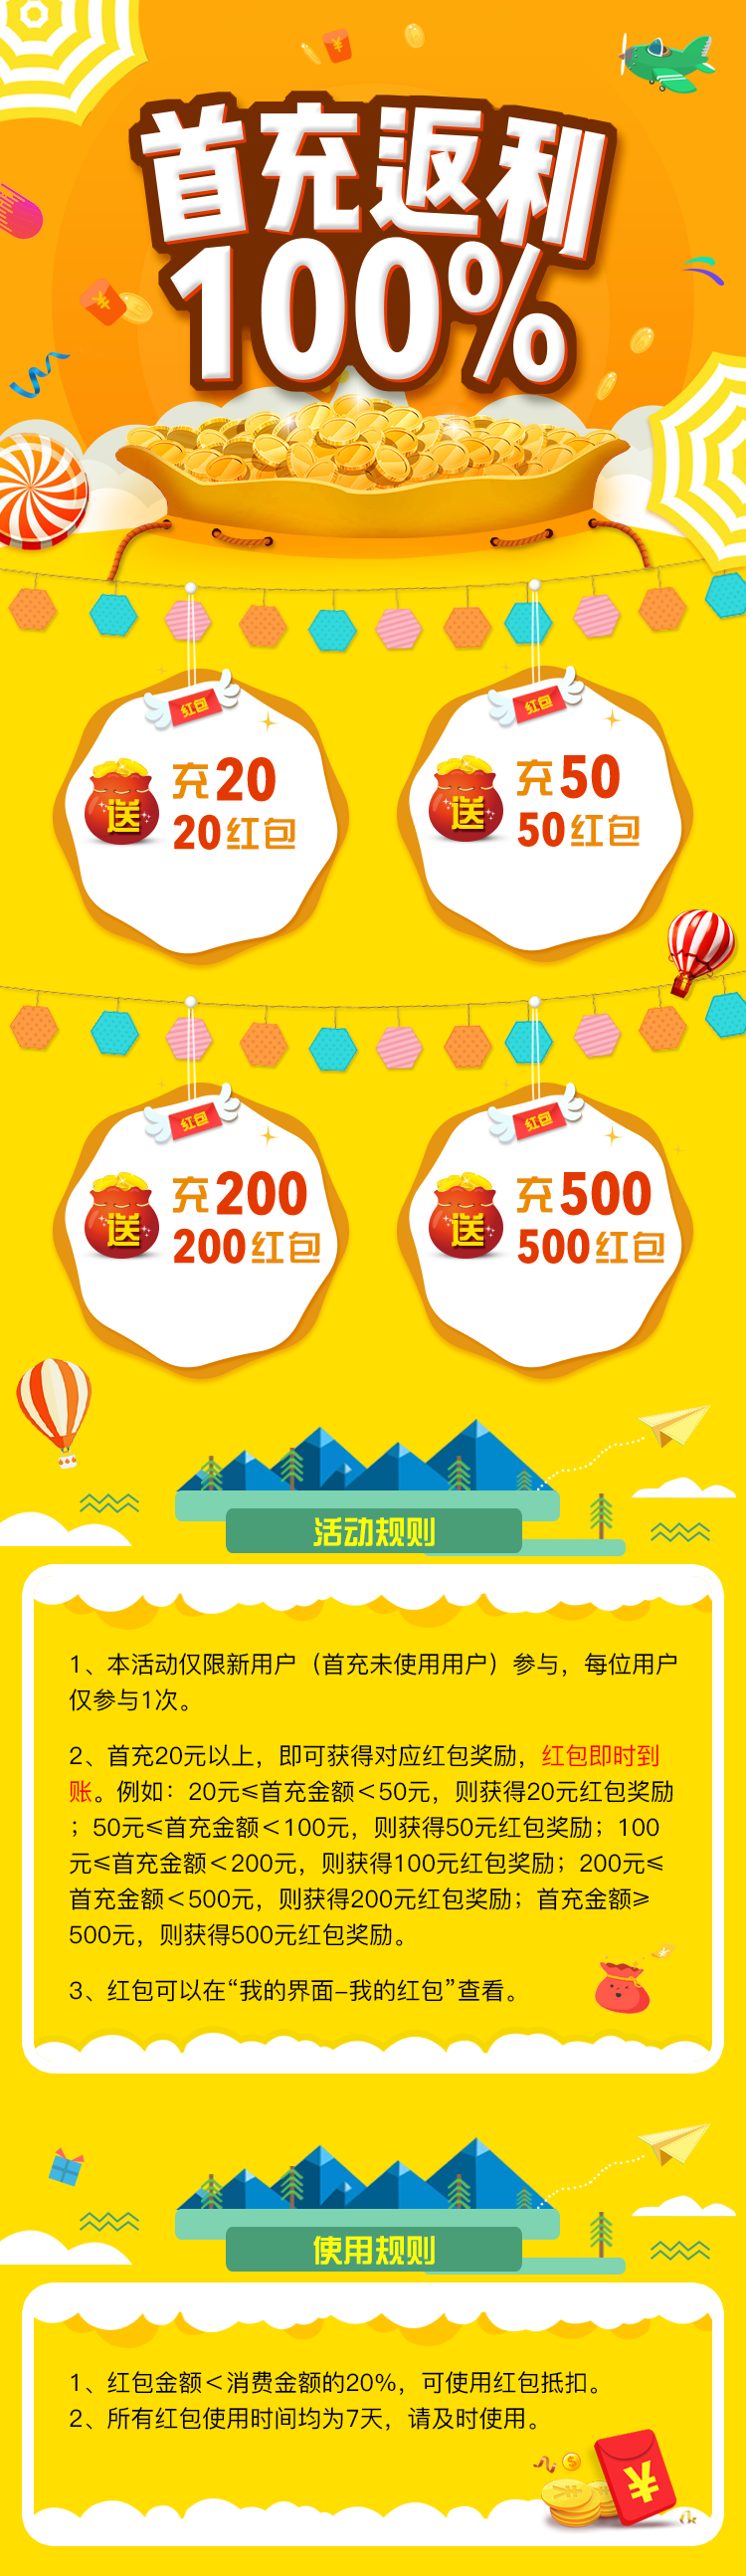 首充返利
100%
红包
送
充20
20红包
红包
送
充50
50红包
红包
送
充200
200红包
红包
送
充500
500红包
活动规则
1、本活动仅限新用户（首充未使用用户）参与，每位用户
仅参与1次。
2、首充20元以上，即可获得对应红包奖励，红包即时到
账。例如：20元≤首充金额＜50元，则获得20元红包奖励
；50元≤首充金额＜100元，则获得50元红包奖励；100
元≤首充金额＜200元，则获得100元红包奖励；200元≤
首充金额＜500元，则获得200元红包奖励；首充金额≥
500元，则获得500元红包奖励。
3、红包可以在“我的界面–我的红包”查看。
使用规则
1、红包金额＜消费金额的20%，可使用红包抵扣。
2、所有红包使用时间均为7天，请及时使用。
¥